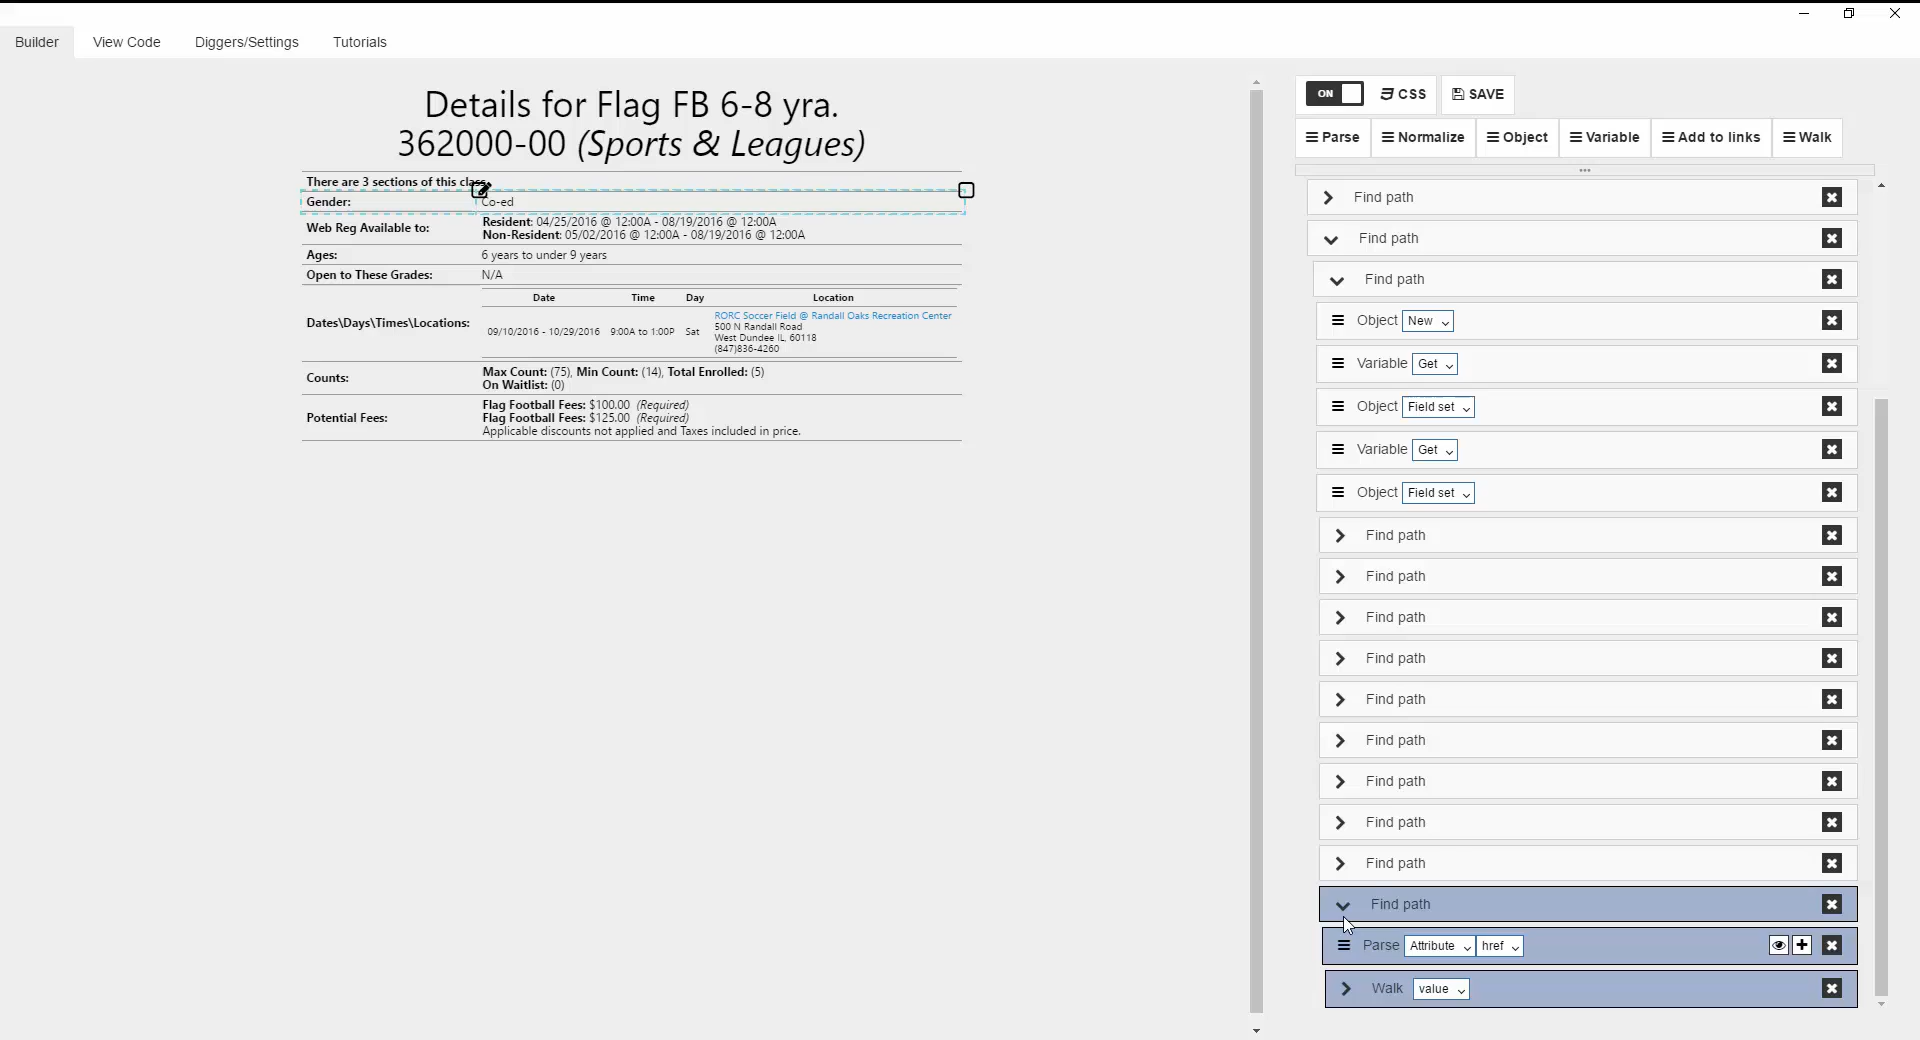 Builder View Code Diggers/Settings Tutorials
Details for Flag FB 6-8 yra.
362000-00 (Sports & Leagues)
There are 3 sections of this class.
Gender: Co-ed
Web Reg Available to: Resident: 04/25/2016 @ 12:00A - 08/19/2016 @ 12:00A
Non-Resident: 05/02/2016 @ 12:00A - 08/19/2016 @ 12:00A
Ages: 6 years to under 9 years
Open to These Grades: N/A
Dates\Days\Times\Locations:
Date Time Day Location
09/10/2016 - 10/29/2016 9:00A to 1:00P Sat RORC Soccer Field @ Randall Oaks Recreation Center
500 N Randall Road
West Dundee IL, 60118
(847)836-4260
Counts: Max Count: (75), Min Count: (14), Total Enrolled: (5)
On Waitlist: (0)
Potential Fees: Flag Football Fees: $100.00 (Required)
Flag Football Fees: $125.00 (Required)
Applicable discounts not applied and Taxes included in price.
ON CSS SAVE
Parse Normalize Object Variable Add to links Walk
Find path
Find path
Find path
Object New
Variable Get
Object Field set
Variable Get
Object Field set
Find path
Find path
Find path
Find path
Find path
Find path
Find path
Find path
Find path
Find path
Parse Attribute href
Walk value